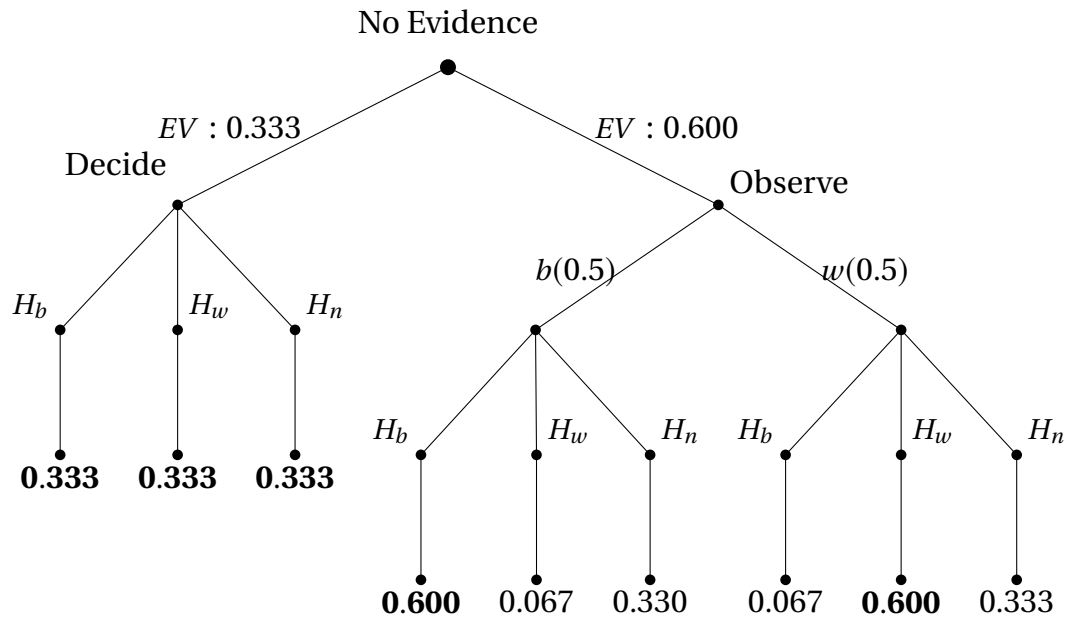 No Evidence
EV : 0.333
EV : 0.600
Decide
Observe
b(0.5)
w(0.5)
H_b
H_w
H_n
H_b
H_w
H_n
H_b
H_w
H_n
0.333
0.333
0.333
0.600
0.067
0.330
0.067
0.600
0.333